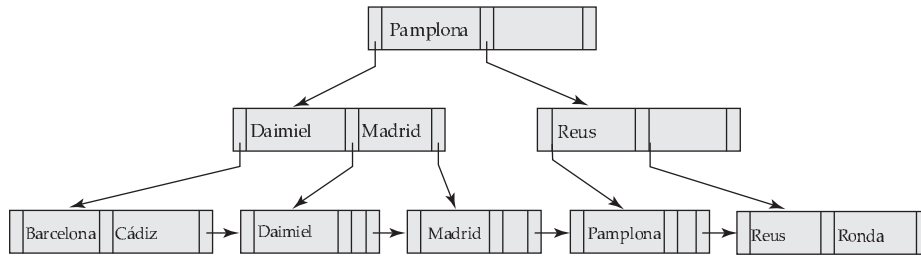 Pamplona
Daimiel Madrid Reus
Barcelona Cádiz Daimiel Madrid Pamplona Reus Ronda